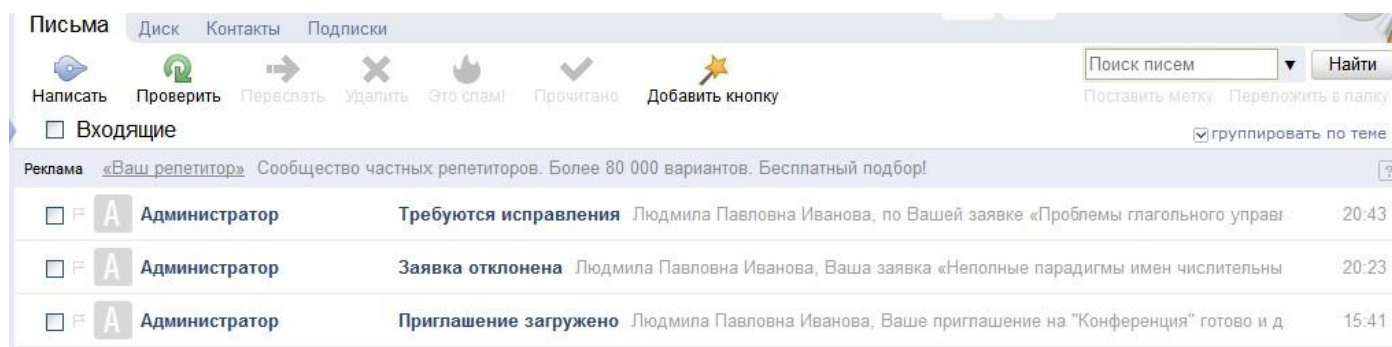 Письма Диск Контакты Подписки
Написать Проверить Переслать Удалить Это спам! Прочитано Добавить кнопку Поиск писем Найти
Поставить метку Переложить в папку
Входящие группировать по теме
Реклама «Ваш репетитор» Сообщество частных репетиторов. Более 80 000 вариантов. Бесплатный подбор! ?
А Администратор Требуются исправления Людмила Павловна Иванова, по Вашей заявке «Проблемы глагольного управл 20:43
А Администратор Заявка отклонена Людмила Павловна Иванова, Ваша заявка «Неполные парадигмы имен числительны 20:23
А Администратор Приглашение загружено Людмила Павловна Иванова, Ваше приглашение на "Конференция" готово и д 15:41